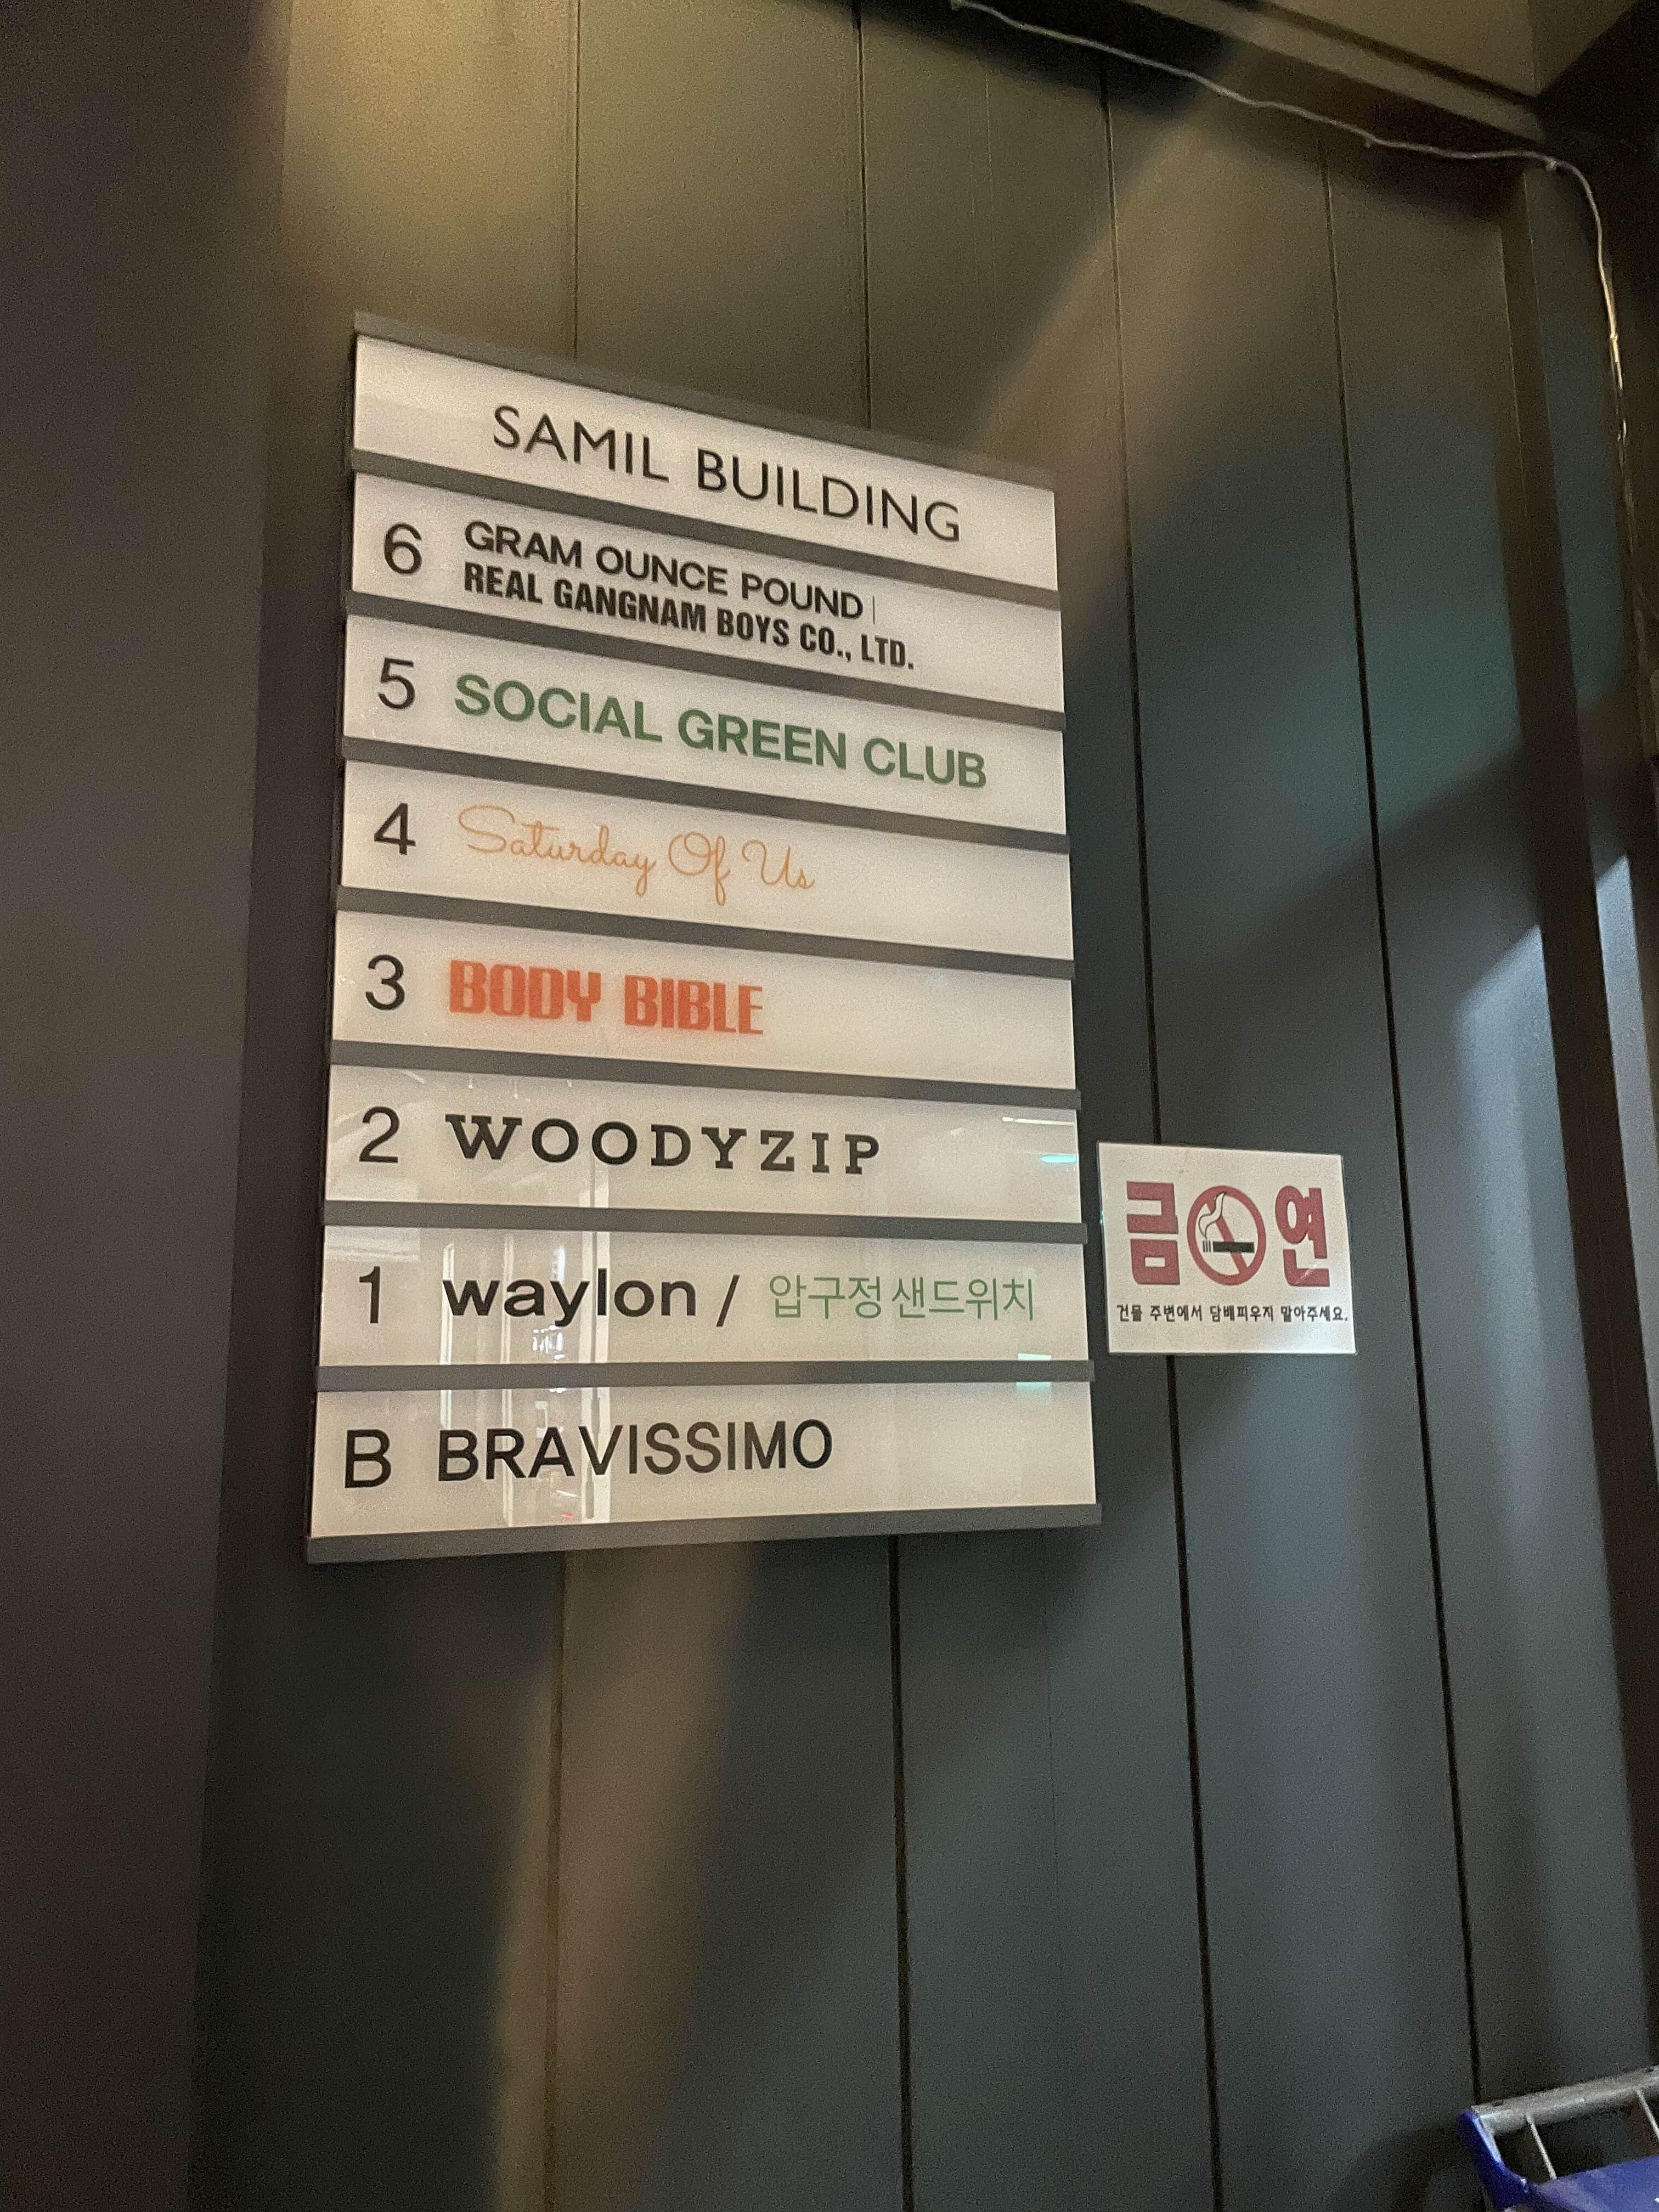 SAMIL BUILDING
6 GRAM OUNCE POUND |
REAL GANGNAM BOYS CO., LTD.
5 SOCIAL GREEN CLUB
4 Saturday Of Us
3 BODY BIBLE
2 WOODYZIP
1 waylon / 압구정샌드위치
B BRAVISSIMO
금연
건물 주변에서 담배피우지 말아주세요.